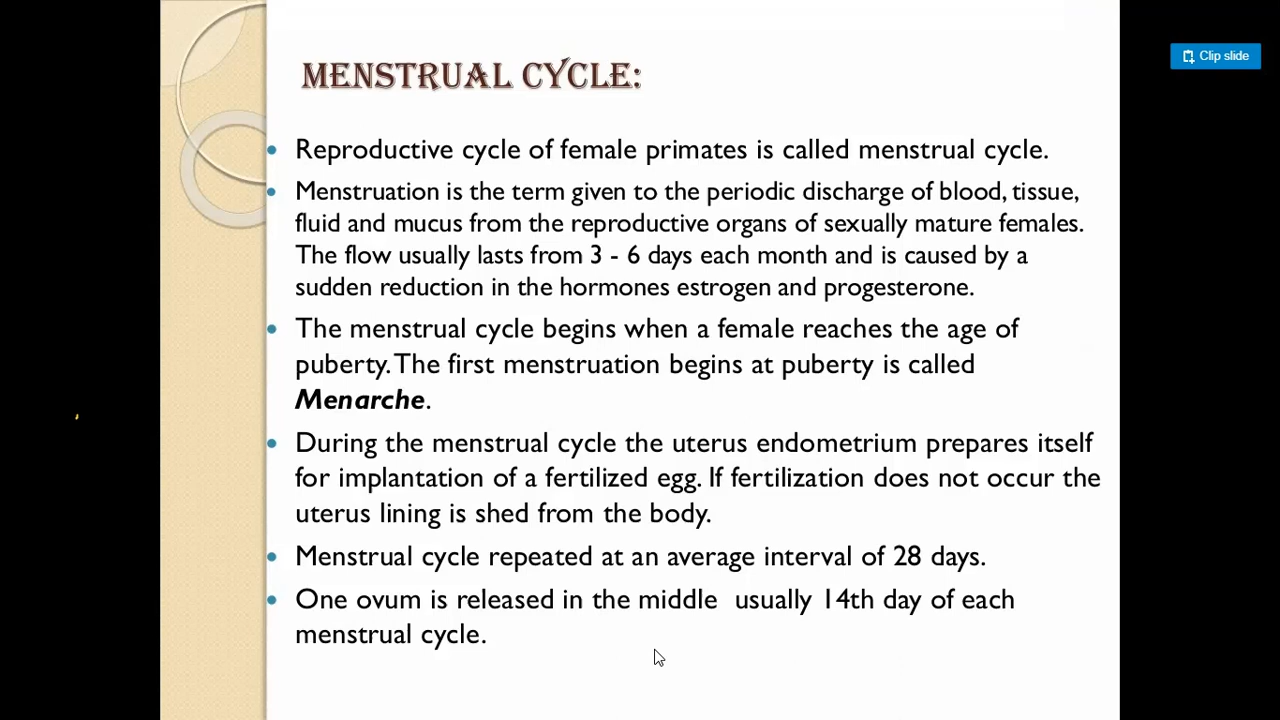 MENSTRUAL CYCLE:
Clip slide
• Reproductive cycle of female primates is called menstrual cycle.
• Menstruation is the term given to the periodic discharge of blood, tissue,
fluid and mucus from the reproductive organs of sexually mature females.
The flow usually lasts from 3 - 6 days each month and is caused by a
sudden reduction in the hormones estrogen and progesterone.
• The menstrual cycle begins when a female reaches the age of
puberty. The first menstruation begins at puberty is called
Menarche.
• During the menstrual cycle the uterus endometrium prepares itself
for implantation of a fertilized egg. If fertilization does not occur the
uterus lining is shed from the body.
• Menstrual cycle repeated at an average interval of 28 days.
• One ovum is released in the middle usually 14th day of each
menstrual cycle.